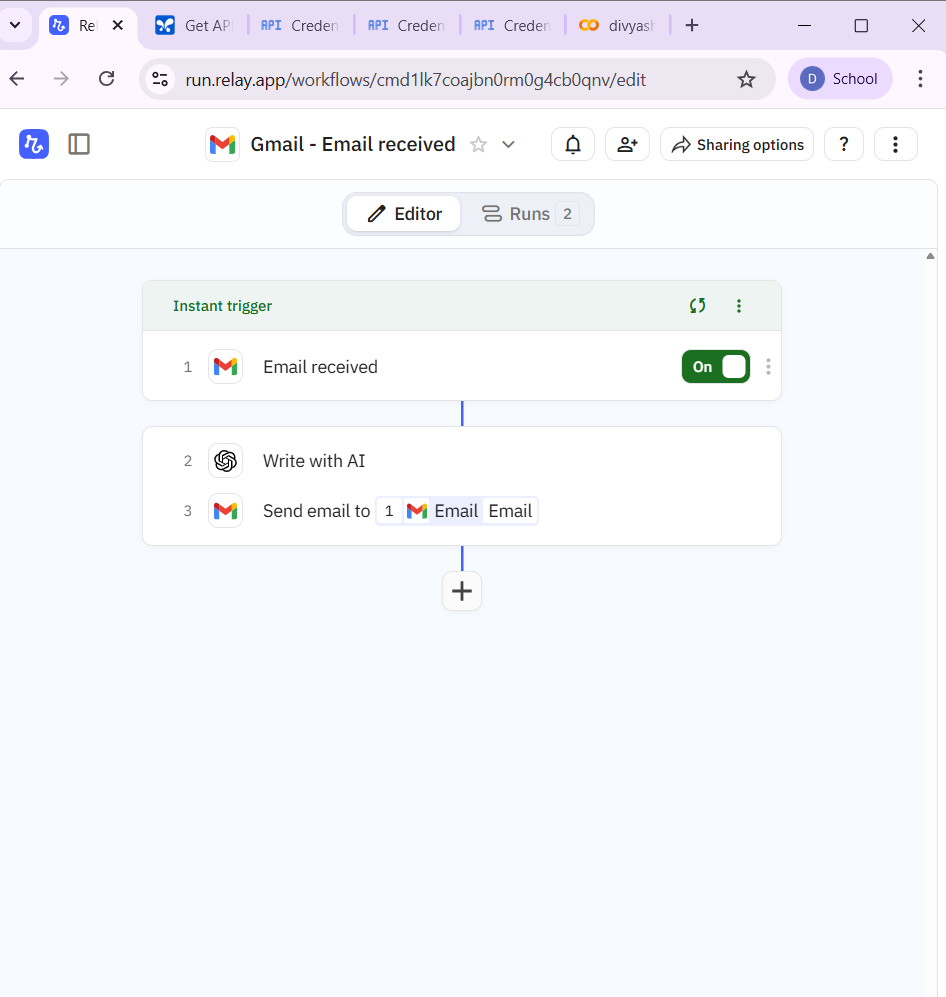 Re
Get AP
API Creden
API Creden
API Creden
divyash
run.relay.app/workflows/cmd1lk7coajbn0rm0g4cb0qnv/edit
D School
Gmail - Email received
Sharing options
?
Editor
Runs 2
Instant trigger
1 Email received On
2 Write with AI
3 Send email to 1 Email Email